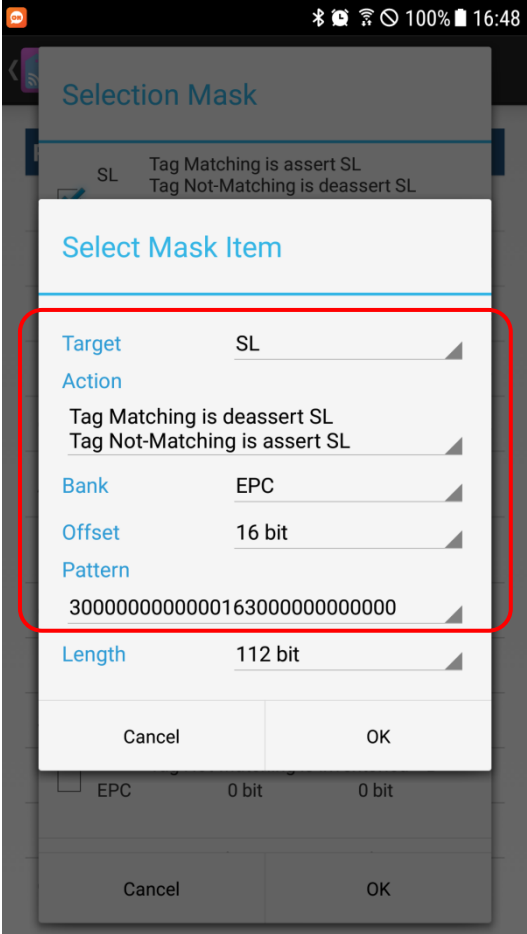 100% 16:48
Selection Mask
SL Tag Matching is assert SL
Tag Not-Matching is deassert SL
Select Mask Item
Target SL
Action
Tag Matching is deassert SL
Tag Not-Matching is assert SL
Bank EPC
Offset 16 bit
Pattern
3000000000000163000000000000
Length 112 bit
Cancel OK
EPC 0 bit 0 bit
Cancel OK